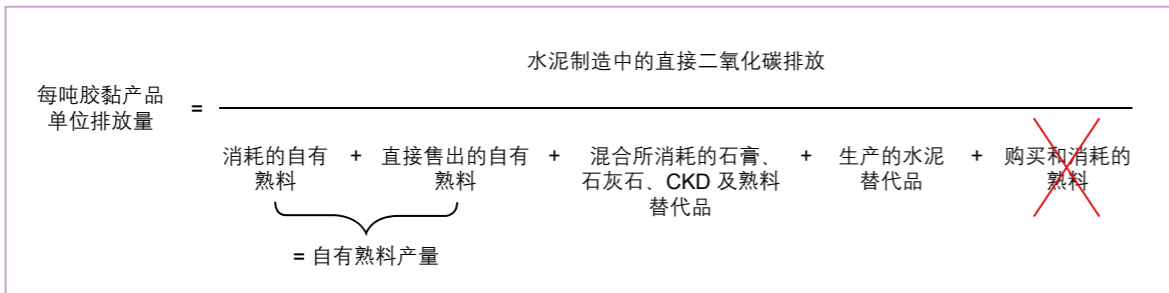 水泥制造中的直接二氧化碳排放
每吨胶黏产品
单位排放量
=
消耗的自有
熟料
+
直接售出的自有
熟料
+
混合所消耗的石膏、
石灰石、CKD 及熟料
替代品
+
生产的水泥
替代品
+
购买和消耗的
熟料
= 自有熟料产量